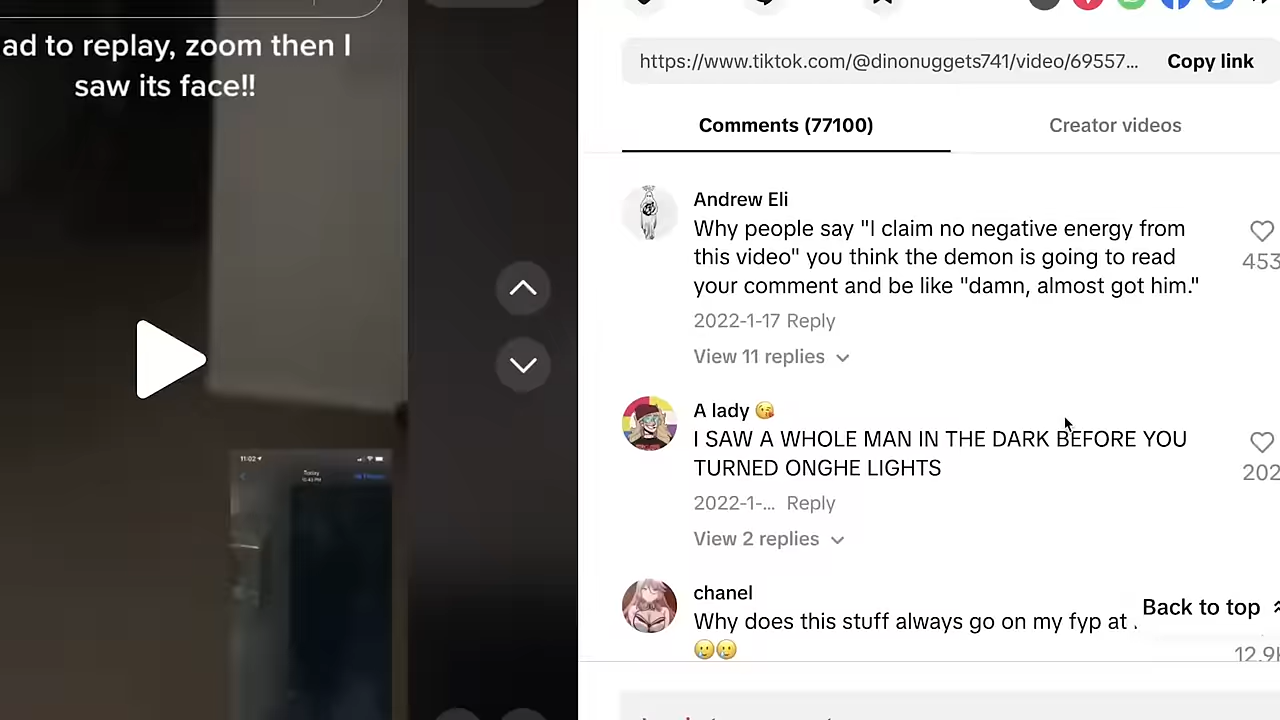 ad to replay, zoom then I
saw its face!!
11:02
Today
https://www.tiktok.com/@dinonuggets741/video/69557...
Copy link
Comments (77100)
Creator videos
Andrew Eli
Why people say "I claim no negative energy from
this video" you think the demon is going to read
your comment and be like "damn, almost got him."
453
2022-1-17 Reply
View 11 replies
A lady 😘
I SAW A WHOLE MAN IN THE DARK BEFORE YOU
TURNED ONGHE LIGHTS
202
2022-1-... Reply
View 2 replies
chanel
Why does this stuff always go on my fyp at
🥲🥲
Back to top